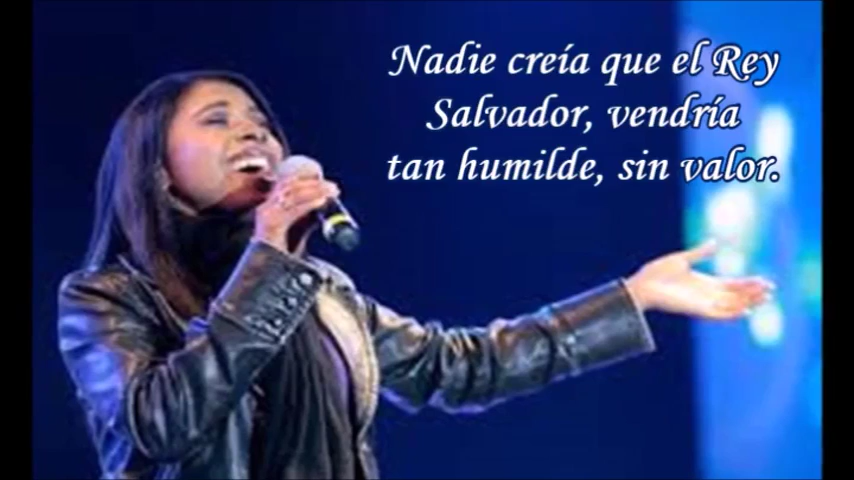 Nadie creía que el Rey
Salvador, vendría
tan humilde, sin valor.